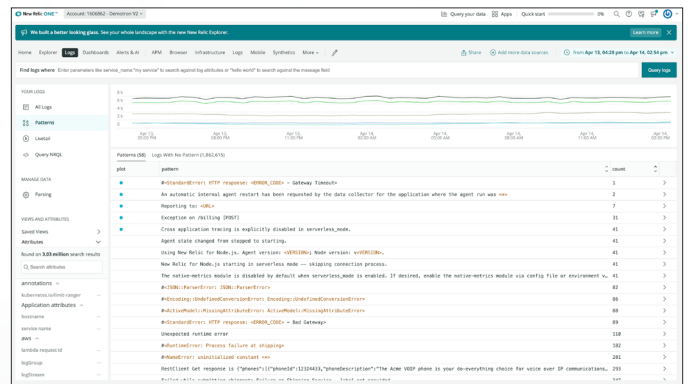 New Relic ONE™ Account: 1606862 - Demotron V2 Query your data Apps Quick start 0%
We built a better looking glass. See your whole landscape with the new New Relic Explorer. Learn more
Home Explorer Logs Dashboards Alerts & AI APM Browser Infrastructure Logs Mobile Synthetics More Share Add more data sources From Apr 13, 04:20 pm to Apr 14, 02:54 pm
Find logs where Enter parameters like service_name:"my service" to search against log attributes or "hello world" to search against the message field Query logs
YOUR LOGS
All Logs
Patterns
Livetail
Query NRQL
MANAGE DATA
Parsing
VIEWS AND ATTRIBUTES
Saved Views
Attributes
found on 3.03 million search results
Search attributes
annotations
kubernetes.io/limit-ranger
Application attributes
hostname
service name
aws
lambda request id
logGroup
logStream
Patterns (58) Logs With No Pattern (1,862,615)
plot pattern count
#<StandardError: HTTP response: <ERROR_CODE> - Gateway Timeout> 1
An automatic internal agent restart has been requested by the data collector for the application where the agent run was <*> 2
Reporting to: <URL> 7
Exception on /billing [POST] 31
Cross application tracing is explicitly disabled in serverless_mode. 41
Agent state changed from stopped to starting. 41
Using New Relic for Node.js. Agent version: <VERSION>; Node version: v<VERSION>. 41
New Relic for Node.js starting in serverless mode -- skipping connection process. 41
The native-metrics module is disabled by default when serverless_mode is enabled. If desired, enable the native-metrics module via config file or environment v... 41
#<JSON::ParserError: JSON::ParserError> 82
#<Encoding::UndefinedConversionError: Encoding::UndefinedConversionError> 86
#<ActiveModel::MissingAttributeError: ActiveModel::MissingAttributeError> 88
#<StandardError: HTTP response: <ERROR_CODE> - Bad Gateway> 89
Unexpected runtime error 110
#<RuntimeError: Process failure at shipping> 102
#<NameError: uninitialized constant <*> 201
RestClient Get response is {"phones":[{"phoneId":12324433,"phoneDescription":"The Acme VOIP phone is your do-everything choice for voice over IP communications... 293